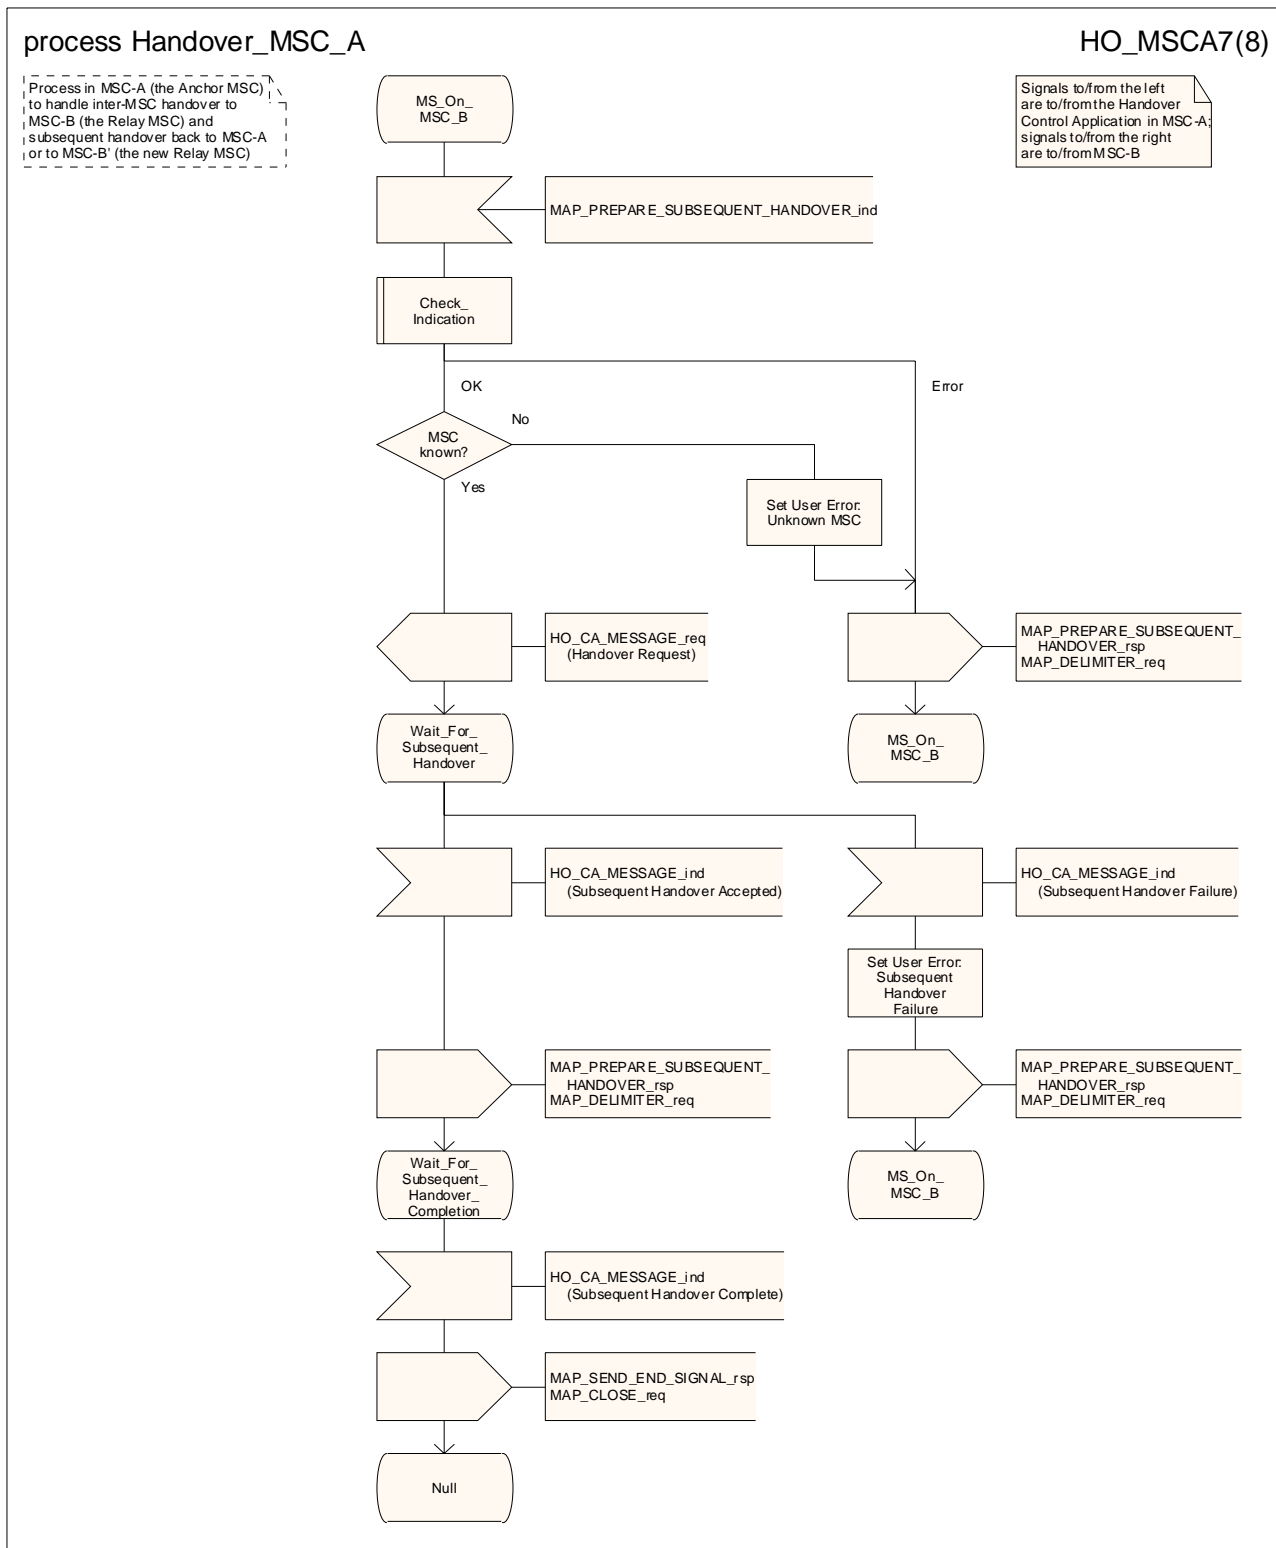 process Handover_MSC_A
HO_MSCA7(8)
Process in MSC-A (the Anchor MSC)
to handle inter-MSC handover to
MSC-B (the Relay MSC) and
subsequent handover back to MSC-A
or to MSC-B' (the new Relay MSC)
MS_On_
MSC_B
Signals to/from the left
are to/from the Handover
Control Application in MSC-A;
signals to/from the right
are to/from MSC-B
MAP_PREPARE_SUBSEQUENT_HANDOVER_ind
Check_
Indication
OK
Error
MSC
known?
No
Yes
Set User Error:
Unknown MSC
HO_CA_MESSAGE_req
(Handover Request)
MAP_PREPARE_SUBSEQUENT_
HANDOVER_rsp
MAP_DELIMITER_req
Wait_For_
Subsequent_
Handover
MS_On_
MSC_B
HO_CA_MESSAGE_ind
(Subsequent Handover Accepted)
HO_CA_MESSAGE_ind
(Subsequent Handover Failure)
Set User Error:
Subsequent
Handover
Failure
MAP_PREPARE_SUBSEQUENT_
HANDOVER_rsp
MAP_DELIMITER_req
MAP_PREPARE_SUBSEQUENT_
HANDOVER_rsp
MAP_DELIMITER_req
Wait_For_
Subsequent_
Handover_
Completion
MS_On_
MSC_B
HO_CA_MESSAGE_ind
(Subsequent Handover Complete)
MAP_SEND_END_SIGNAL_rsp
MAP_CLOSE_req
Null